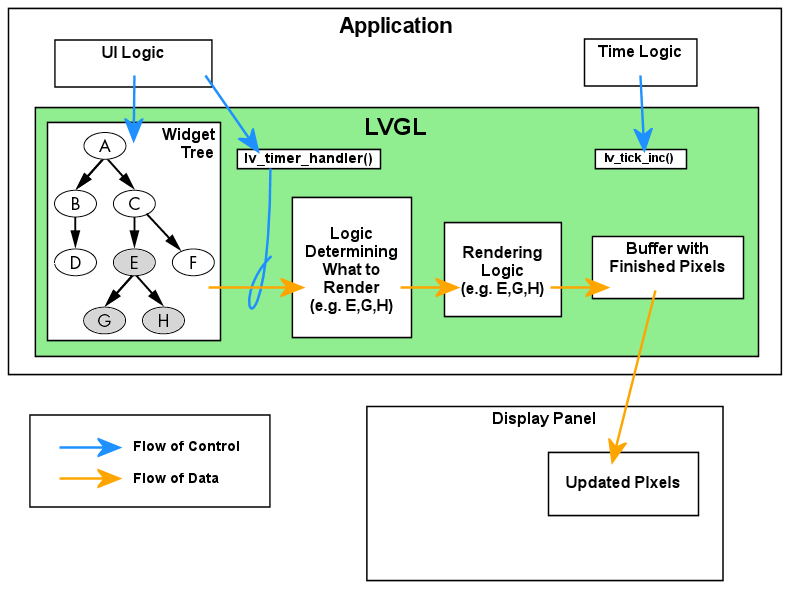 Application
UI Logic
Time Logic
LVGL
Widget
Tree
lv_timer_handler()
lv_tick_inc()
A
B
C
D
E
F
G
H
Logic
Determining
What to
Render
(e.g. E,G,H)
Rendering
Logic
(e.g. E,G,H)
Buffer with
Finished Pixels
Flow of Control
Flow of Data
Display Panel
Updated PIxels